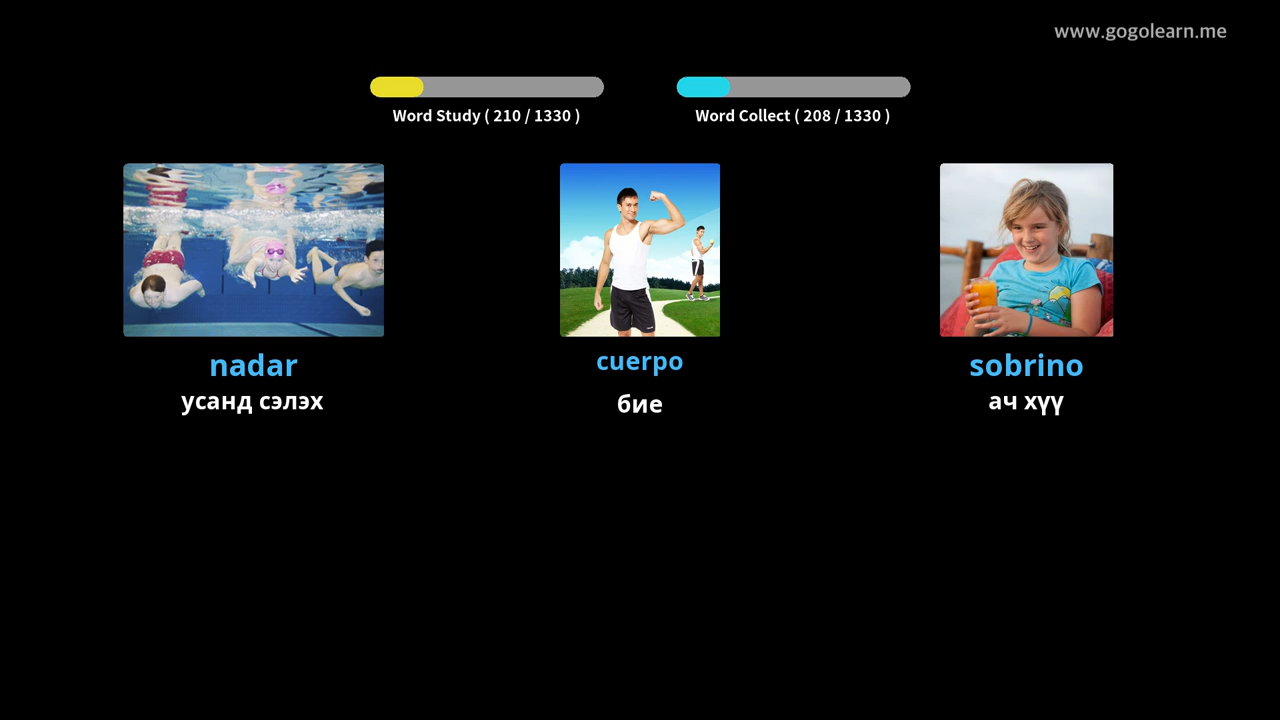 www.gogolearn.me
Word Study ( 210 / 1330 )
Word Collect ( 208 / 1330 )
nadar
усанд сэлэх
cuerpo
бие
sobrino
ач хүү